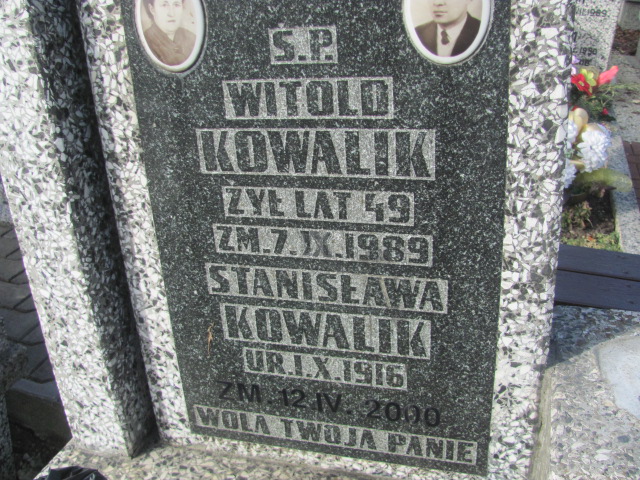 Ś.P.
WITOLD
KOWALIK
ŻYŁ LAT 49
ZM. 7. IX. 1989
STANISŁAWA
KOWALIK
UR. 1. X. 1916
ZM. 12 IV. 2000
WOLA TWOJA PANIE